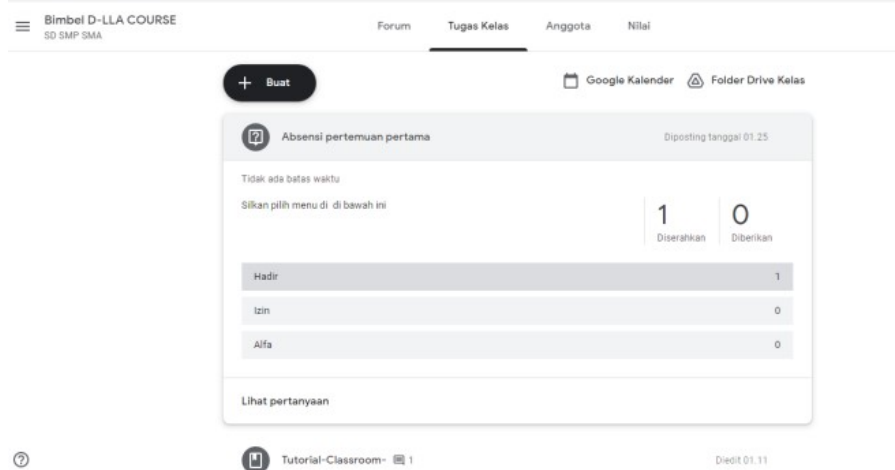 Bimbel D-LLA COURSE
SD SMP SMA
Forum Tugas Kelas Anggota Nilai
+ Buat
Google Kalender Folder Drive Kelas
Absensi pertemuan pertama Diposting tanggal 01.25
Tidak ada batas waktu
Silkan pilih menu di di bawah ini
1 0
Diserahkan Diberikan
Hadir 1
Izin 0
Alfa 0
Lihat pertanyaan
Tutorial-Classroom- 1 Diedit 01.11